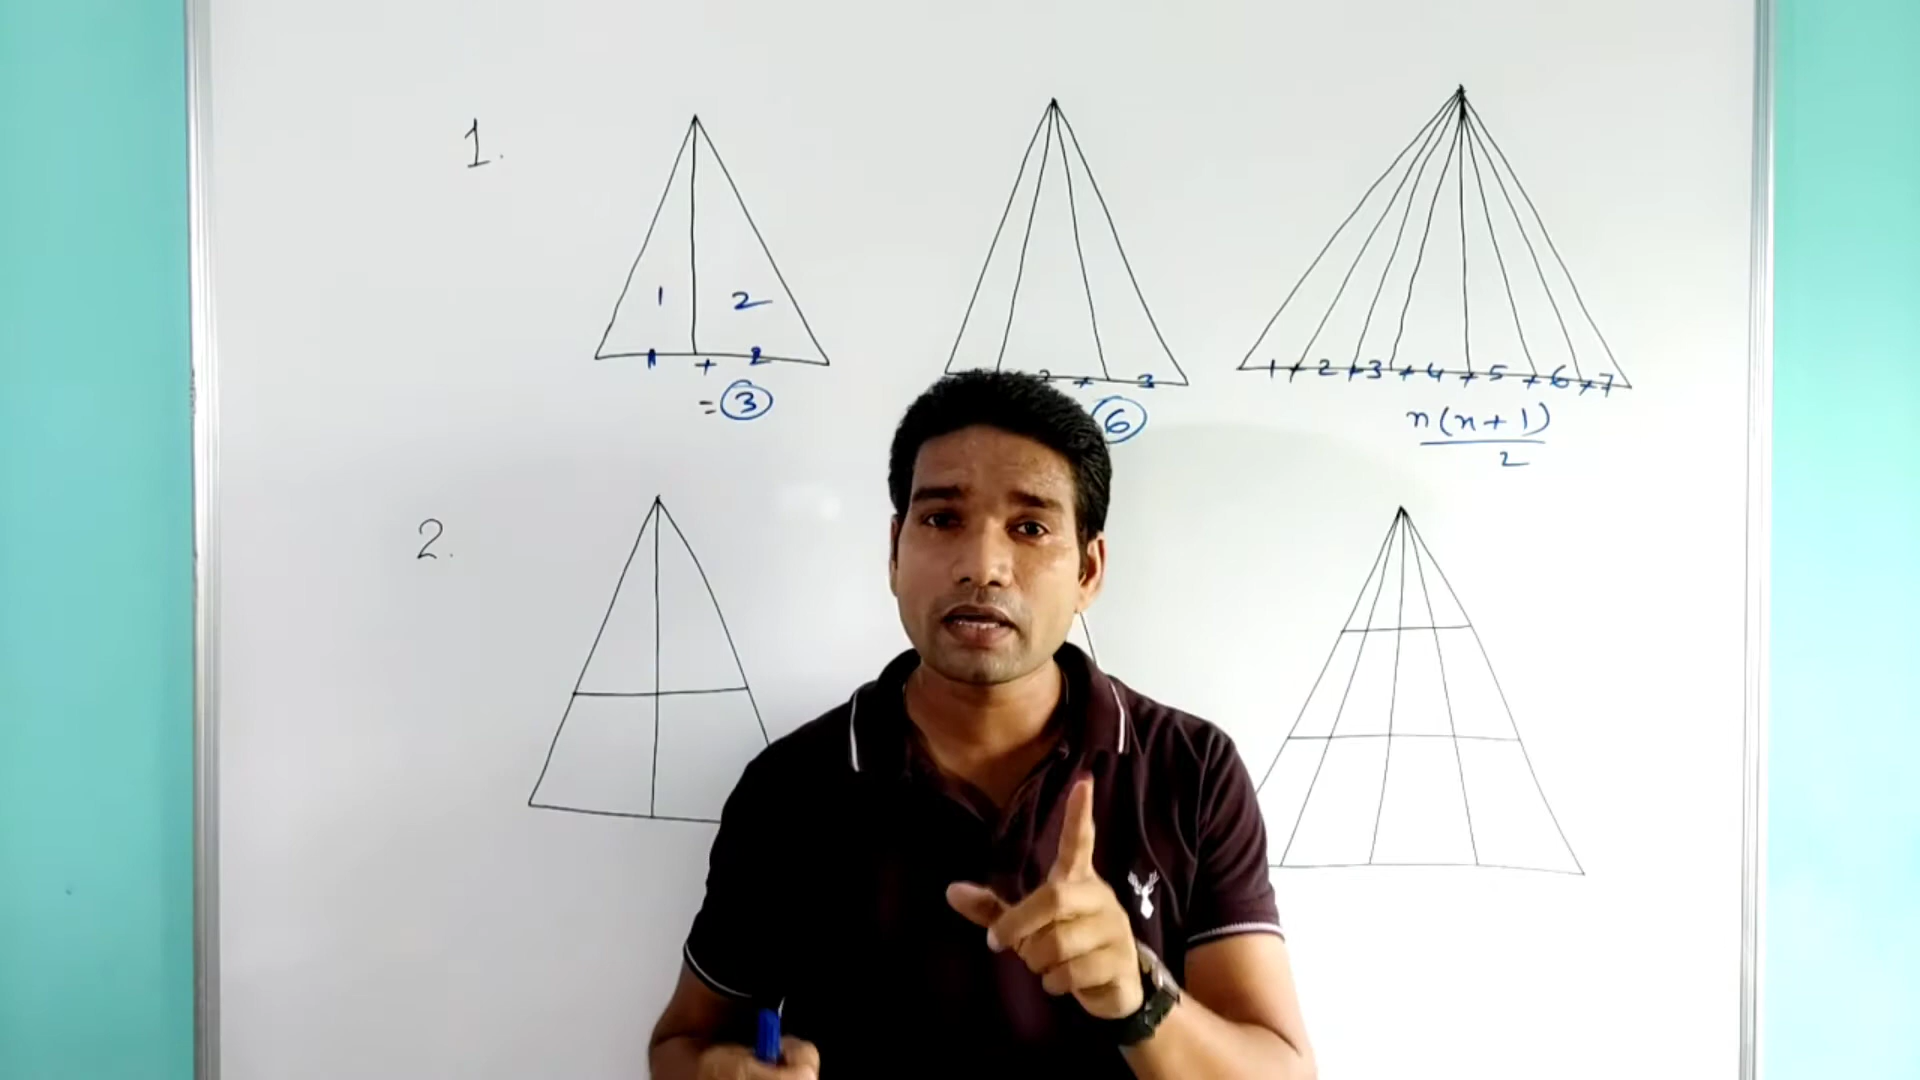 1.
1 2
1 + 2
= 3
2 + 3
6
1 + 2 + 3 + 4 + 5 + 6 + 7
n(n+1)
2
2.